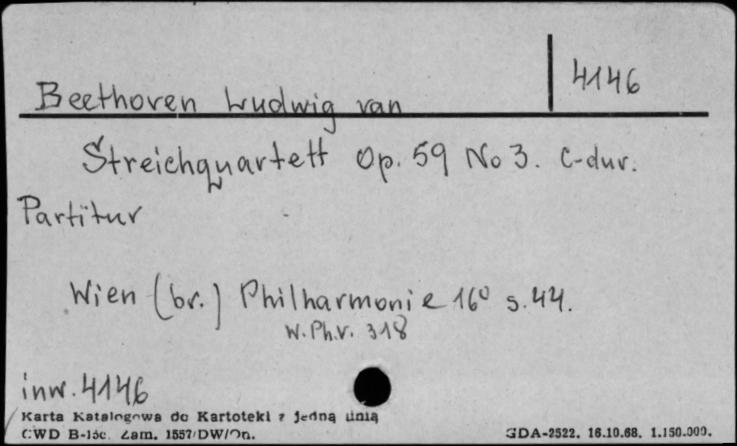 4146
Beethoven Ludwig van
Streichquartett Op. 59 No 3. C-dur.
Partitur
Wien (br.) Philharmonie 16° s. 44.
W. Ph. V. 318
inw. 4146
Karta Katalogowa do Kartoteki z jedną linią
CWD B-15c. Zam. 1557/DW/On.
GDA-2522. 16.10.68. 1.150.000.